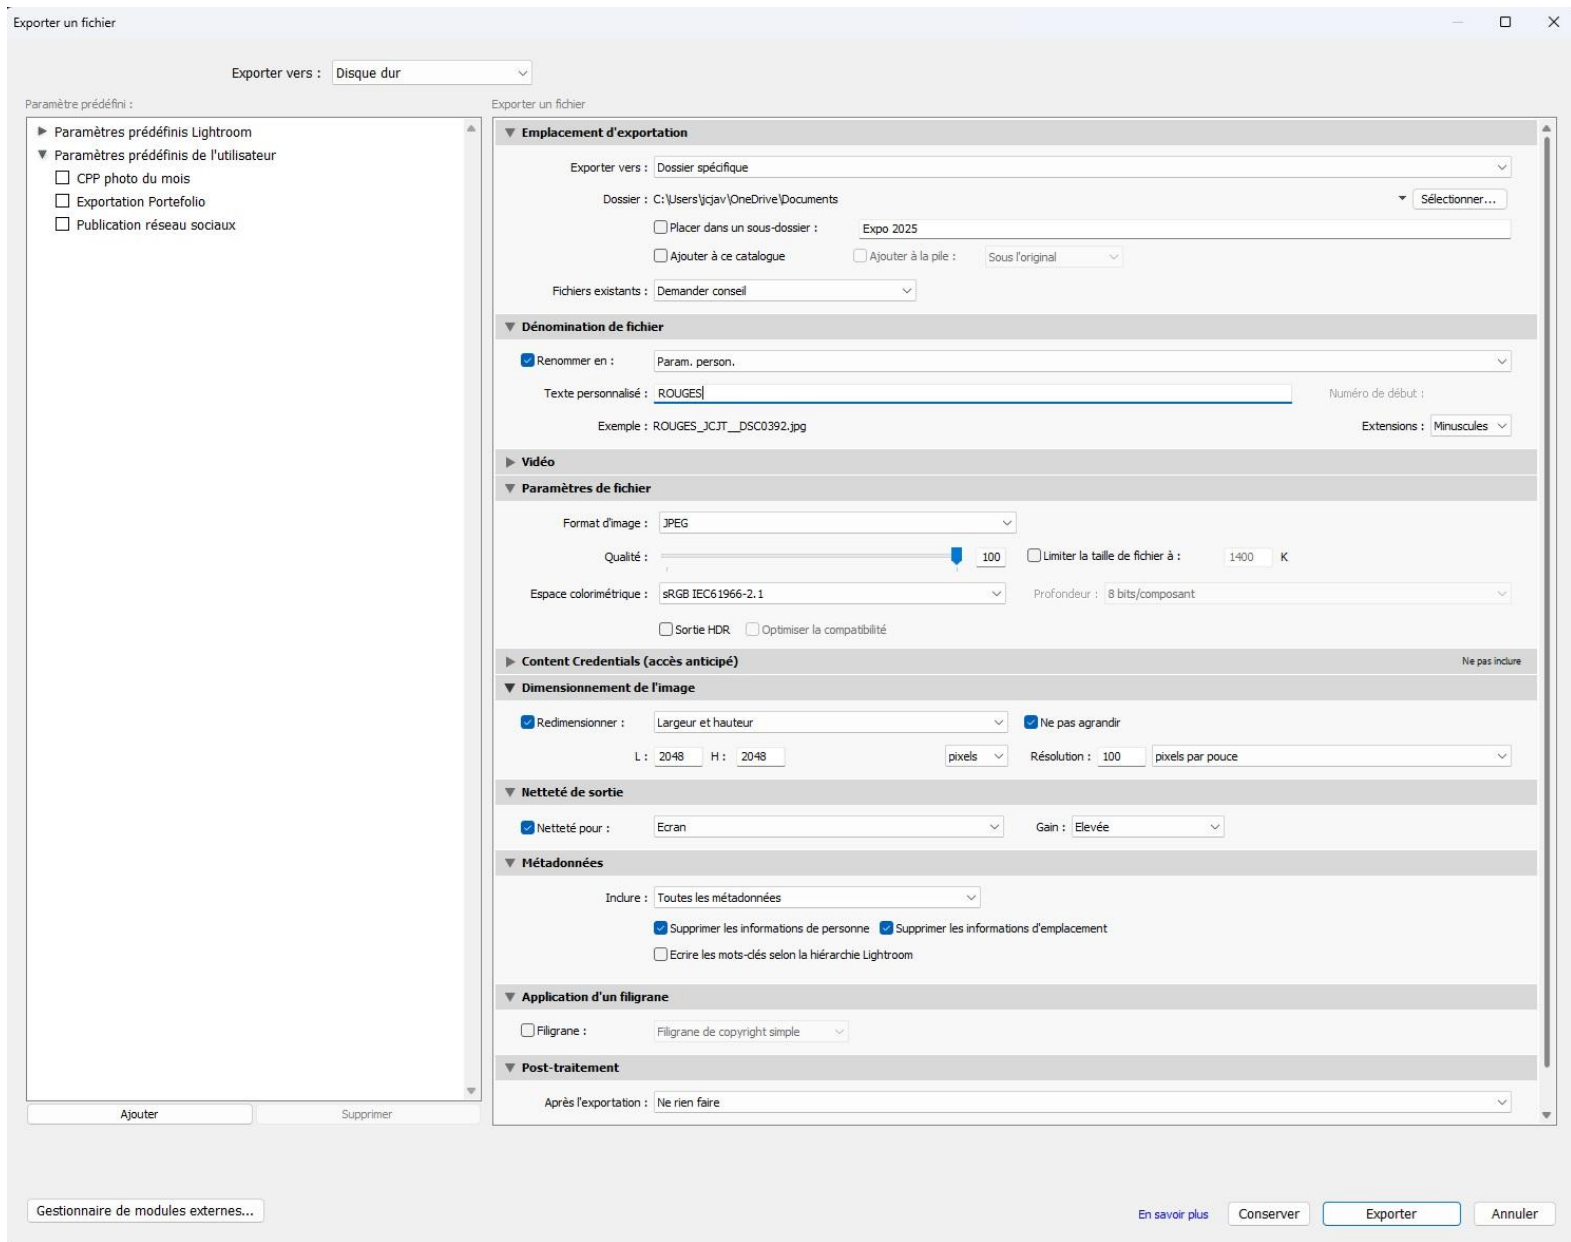 Exporter un fichier
Exporter vers : Disque dur
Paramètre prédéfini :
Paramètres prédéfinis Lightroom
Paramètres prédéfinis de l'utilisateur
CPP photo du mois
Exportation Portefolio
Publication réseau sociaux
Ajouter Supprimer
Exporter un fichier
Emplacement d'exportation
Exporter vers : Dossier spécifique
Dossier : C:\Users\jcjav\OneDrive\Documents Sélectionner...
Placer dans un sous-dossier : Expo 2025
Ajouter à ce catalogue Ajouter à la pile : Sous l'original
Fichiers existants : Demander conseil
Dénomination de fichier
Renommer en : Param. person.
Texte personnalisé : ROUGES Numéro de début :
Exemple : ROUGES_JCJT__DSC0392.jpg Extensions : Minuscules
Vidéo
Paramètres de fichier
Format d'image : JPEG
Qualité : 100 Limiter la taille de fichier à : 1400 K
Espace colorimétrique : sRGB IEC61966-2.1 Profondeur : 8 bits/composant
Sortie HDR Optimiser la compatibilité
Content Credentials (accès anticipé) Ne pas inclure
Dimensionnement de l'image
Redimensionner : Largeur et hauteur Ne pas agrandir
L : 2048 H : 2048 pixels Résolution : 100 pixels par pouce
Netteté de sortie
Netteté pour : Ecran Gain : Elevée
Métadonnées
Inclure : Toutes les métadonnées
Supprimer les informations de personne Supprimer les informations d'emplacement
Ecrire les mots-clés selon la hiérarchie Lightroom
Application d'un filigrane
Filigrane : Filigrane de copyright simple
Post-traitement
Après l'exportation : Ne rien faire
Gestionnaire de modules externes... En savoir plus Conserver Exporter Annuler